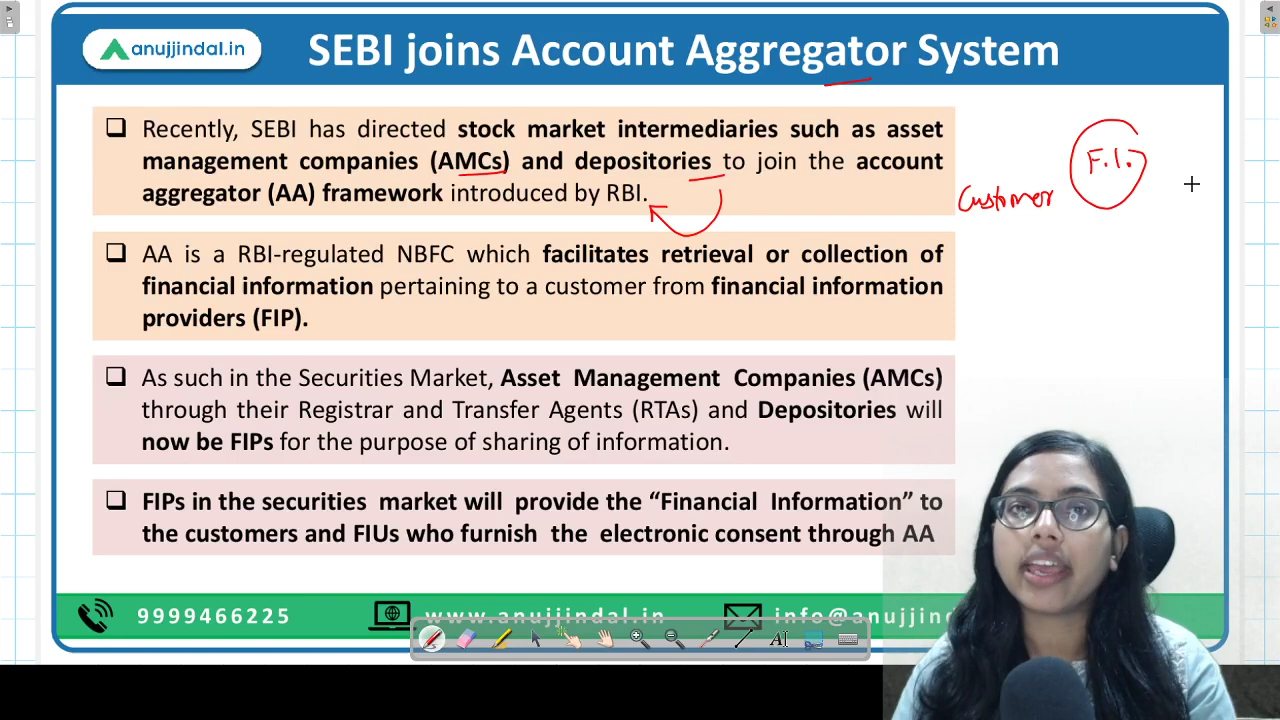 anujjindal.in
SEBI joins Account Aggregator System
Recently, SEBI has directed stock market intermediaries such as asset
management companies (AMCs) and depositories to join the account
aggregator (AA) framework introduced by RBI.
Customer
F.I.
AA is a RBI-regulated NBFC which facilitates retrieval or collection of
financial information pertaining to a customer from financial information
providers (FIP).
As such in the Securities Market, Asset Management Companies (AMCs)
through their Registrar and Transfer Agents (RTAs) and Depositories will
now be FIPs for the purpose of sharing of information.
FIPs in the securities market will provide the “Financial Information” to
the customers and FIUs who furnish the electronic consent through AA
9999466225
www.anujjindal.in
info@anujjin
A